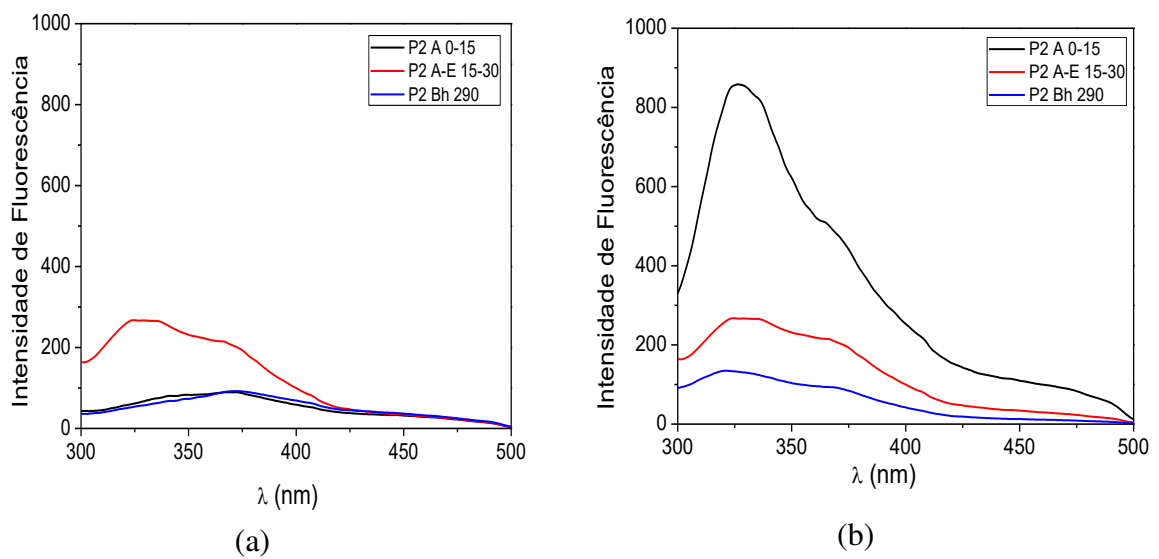 Intensidade de Fluorescência
1000
800
600
400
200
0
P2 A 0-15
P2 A-E 15-30
P2 Bh 290
300
350
400
450
500
λ (nm)
(a)
Intensidade de Fluorescência
1000
800
600
400
200
0
P2 A 0-15
P2 A-E 15-30
P2 Bh 290
300
350
400
450
500
λ (nm)
(b)